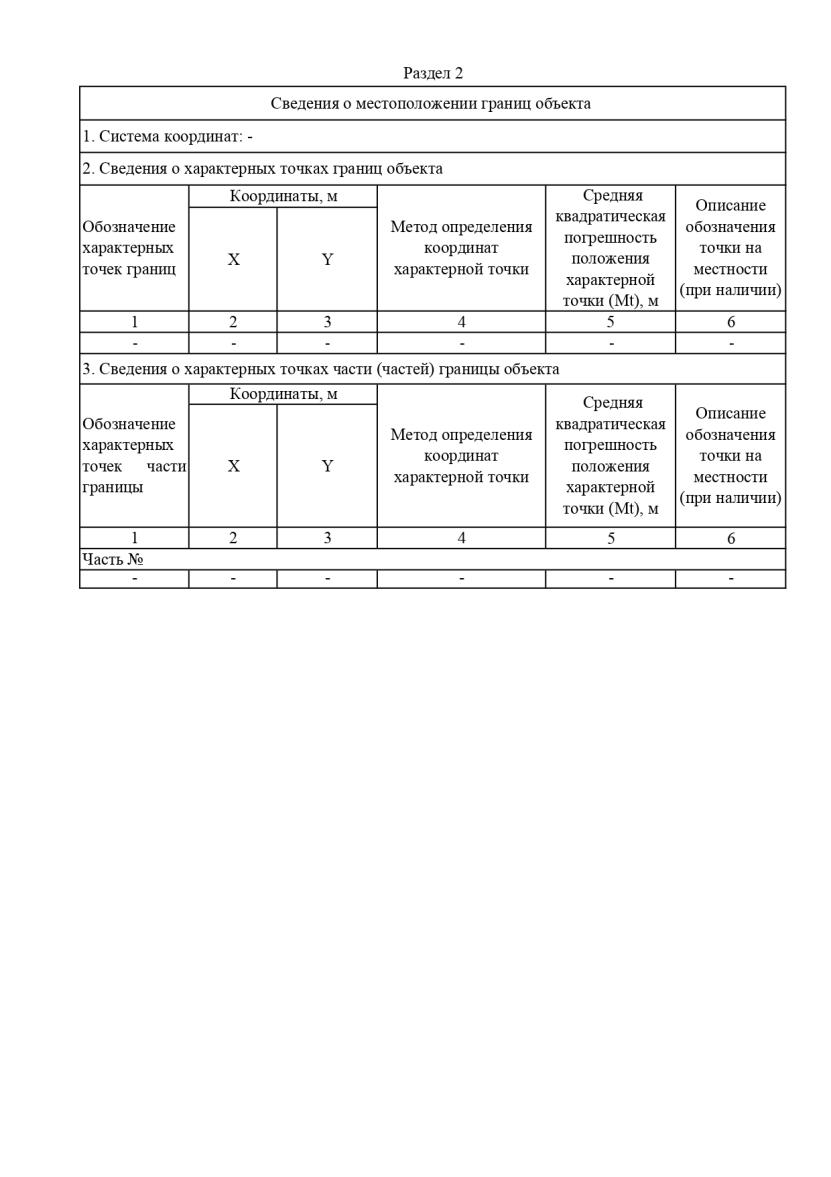 Раздел 2
Сведения о местоположении границ объекта
1. Система координат: -
2. Сведения о характерных точках границ объекта
Обозначение
характерных
точек границ
Координаты, м
X
Y
Метод определения
координат
характерной точки
Средняя
квадратическая
погрешность
положения
характерной
точки (Mt), м
Описание
обозначения
точки на
местности
(при наличии)
1 2 3 4 5 6
- - - - - -
3. Сведения о характерных точках части (частей) границы объекта
Обозначение
характерных
точек части
границы
Координаты, м
X
Y
Метод определения
координат
характерной точки
Средняя
квадратическая
погрешность
положения
характерной
точки (Mt), м
Описание
обозначения
точки на
местности
(при наличии)
1 2 3 4 5 6
Часть №
- - - - - -